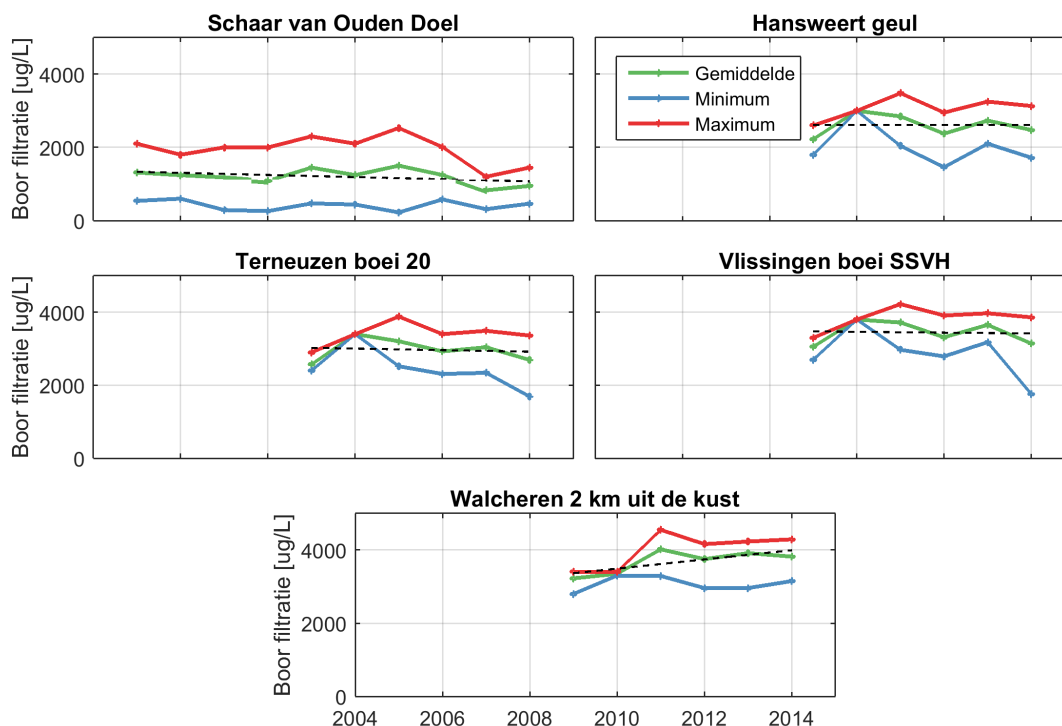 Schaar van Ouden Doel
Boor filtratie [ug/L]
4000
2000
0
Hansweert geul
Gemiddelde
Minimum
Maximum
Terneuzen boei 20
Boor filtratie [ug/L]
4000
2000
0
Vlissingen boei SSVH
Walcheren 2 km uit de kust
Boor filtratie [ug/L]
4000
2000
0
2004 2006 2008 2010 2012 2014